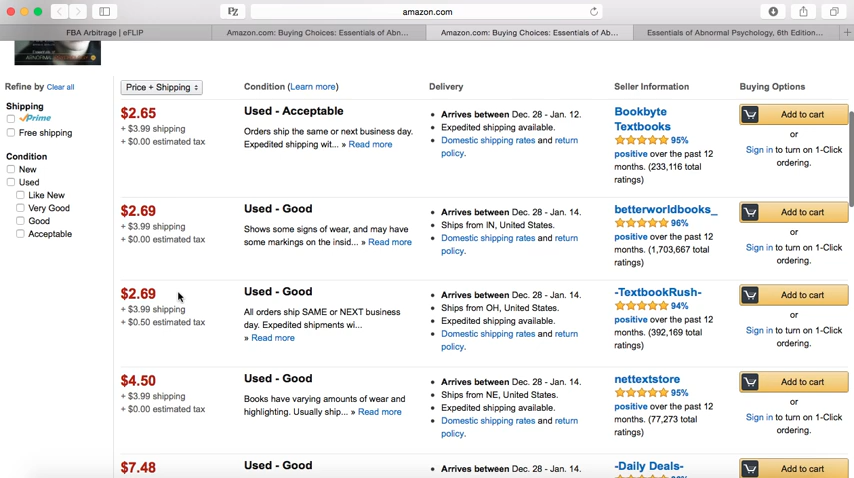 amazon.com
FBA Arbitrage | eFLIP
Amazon.com: Buying Choices: Essentials of Abn...
Amazon.com: Buying Choices: Essentials of Ab...
Essentials of Abnormal Psychology, 6th Edition...
Refine by Clear all
Price + Shipping
Condition (Learn more)
Delivery
Seller Information
Buying Options
Shipping
Prime
Free shipping
Condition
New
Used
Like New
Very Good
Good
Acceptable
$2.65
+ $3.99 shipping
+ $0.00 estimated tax
Used - Acceptable
Orders ship the same or next business day.
Expedited shipping wit... » Read more
• Arrives between Dec. 28 - Jan. 12.
• Expedited shipping available.
• Domestic shipping rates and return
policy.
Bookbyte
Textbooks
95%
positive over the past 12
months. (233,116 total
ratings)
Add to cart
or
Sign in to turn on 1-Click
ordering.
$2.69
+ $3.99 shipping
+ $0.00 estimated tax
Used - Good
Shows some signs of wear, and may have
some markings on the insid... » Read more
• Arrives between Dec. 28 - Jan. 14.
• Ships from IN, United States.
• Domestic shipping rates and return
policy.
betterworldbooks_
96%
positive over the past 12
months. (1,703,667 total
ratings)
Add to cart
or
Sign in to turn on 1-Click
ordering.
$2.69
+ $3.99 shipping
+ $0.50 estimated tax
Used - Good
All orders ship SAME or NEXT business
day. Expedited shipments wi...
» Read more
• Arrives between Dec. 28 - Jan. 14.
• Ships from OH, United States.
• Expedited shipping available.
• Domestic shipping rates and return
policy.
-TextbookRush-
94%
positive over the past 12
months. (392,169 total
ratings)
Add to cart
or
Sign in to turn on 1-Click
ordering.
$4.50
+ $3.99 shipping
+ $0.00 estimated tax
Used - Good
Books have varying amounts of wear and
highlighting. Usually ship... » Read more
• Arrives between Dec. 28 - Jan. 14.
• Ships from NE, United States.
• Expedited shipping available.
• Domestic shipping rates and return
policy.
nettextstore
95%
positive over the past 12
months. (77,273 total
ratings)
Add to cart
or
Sign in to turn on 1-Click
ordering.
$7.48
Used - Good
• Arrives between Dec. 28 - Jan. 14.
-Daily Deals-
Add to cart